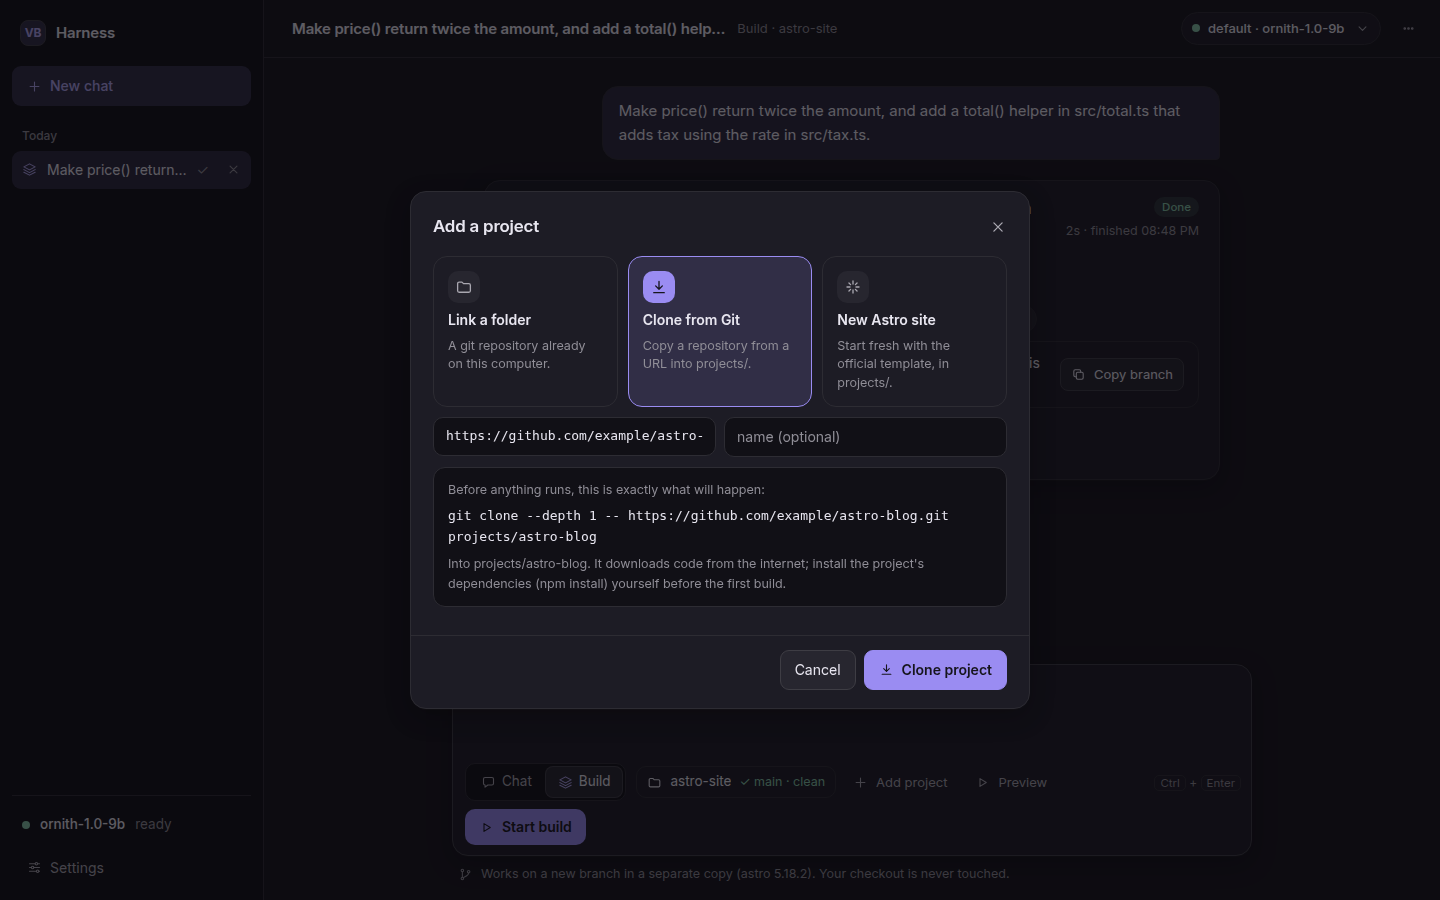 VB Harness
New chat
Today
Make price() return...
ornith-1.0-9b ready
Settings
Make price() return twice the amount, and add a total() help... Build · astro-site
default · ornith-1.0-9b
Make price() return twice the amount, and add a total() helper in src/total.ts that
adds tax using the rate in src/tax.ts.
Done
2s · finished 08:48 PM
is
Copy branch
Add a project
Link a folder
A git repository already
on this computer.
Clone from Git
Copy a repository from a
URL into projects/.
New Astro site
Start fresh with the
official template, in
projects/.
https://github.com/example/astro-
name (optional)
Before anything runs, this is exactly what will happen:
git clone --depth 1 -- https://github.com/example/astro-blog.git
projects/astro-blog
Into projects/astro-blog. It downloads code from the internet; install the project's
dependencies (npm install) yourself before the first build.
Cancel
Clone project
Chat Build astro-site main · clean Add project Preview Ctrl + Enter
Start build
Works on a new branch in a separate copy (astro 5.18.2). Your checkout is never touched.